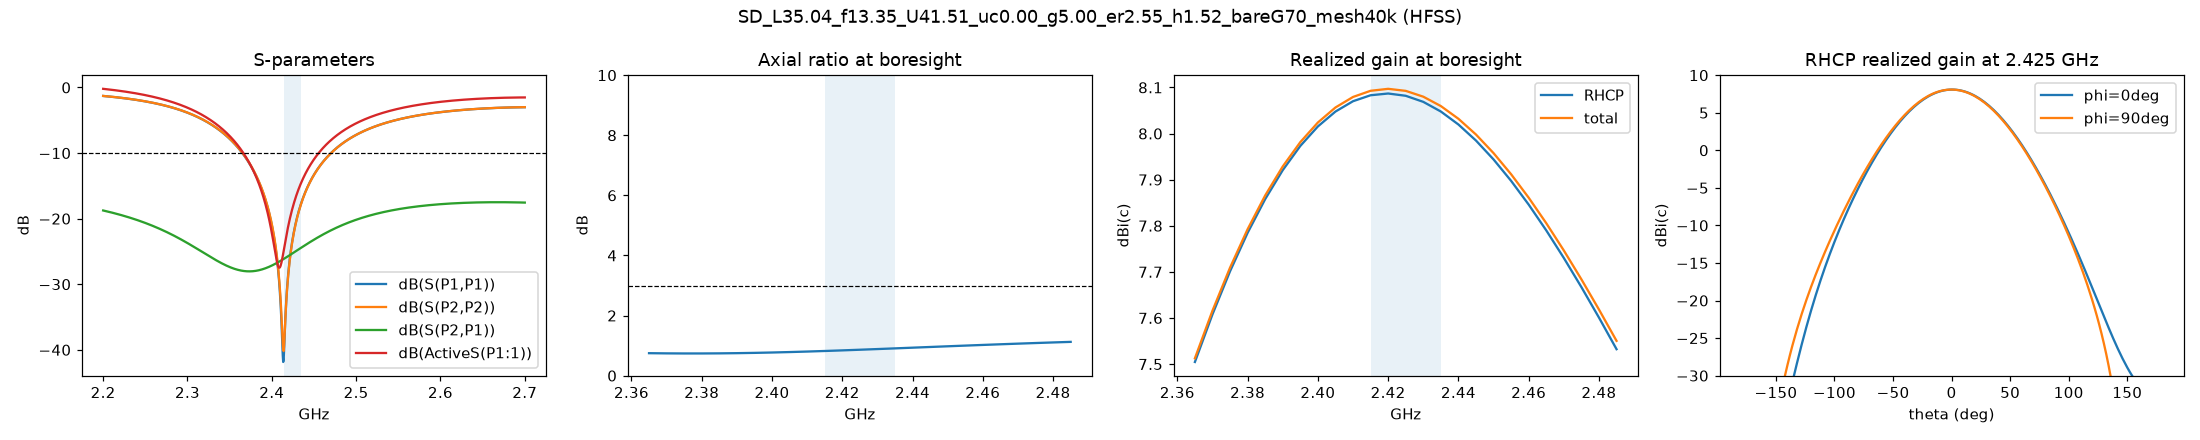 SD_L35.04_f13.35_U41.51_uc0.00_g5.00_er2.55_h1.52_bareG70_mesh40k (HFSS)
S-parameters
0
−10
−20
−30
−40
dB
2.2 2.3 2.4 2.5 2.6 2.7
GHz
dB(S(P1,P1))
dB(S(P2,P2))
dB(S(P2,P1))
dB(ActiveS(P1:1))
Axial ratio at boresight
10
8
6
4
2
0
dB
2.36 2.38 2.40 2.42 2.44 2.46 2.48
GHz
Realized gain at boresight
8.1
8.0
7.9
7.8
7.7
7.6
7.5
dBi(c)
2.36 2.38 2.40 2.42 2.44 2.46 2.48
GHz
RHCP
total
RHCP realized gain at 2.425 GHz
10
5
0
−5
−10
−15
−20
−25
−30
dBi(c)
−150 −100 −50 0 50 100 150
theta (deg)
phi=0deg
phi=90deg